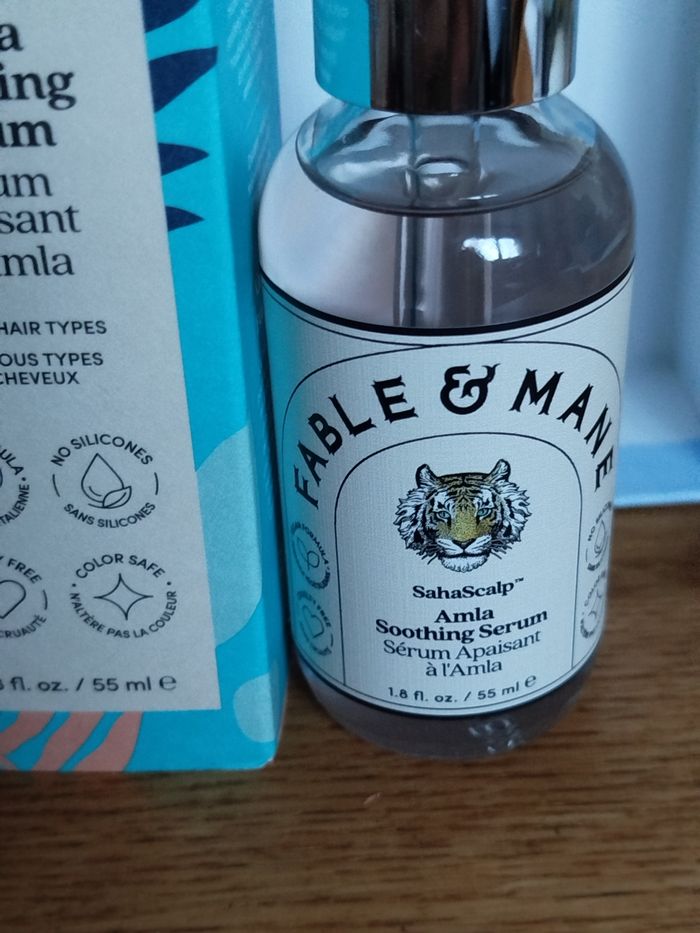 a
ing
um
um
sant
amla
HAIR TYPES
OUS TYPES
CHEVEUX
NO SILICONES
SANS SILICONES
FREE
CRUAUTÉ
COLOR SAFE
N'ALTÈRE PAS LA COULEUR
fl. oz. / 55 ml e
FABLE & MANE
SahaScalp™
Amla
Soothing Serum
Sérum Apaisant
à l'Amla
1.8 fl. oz. / 55 ml e